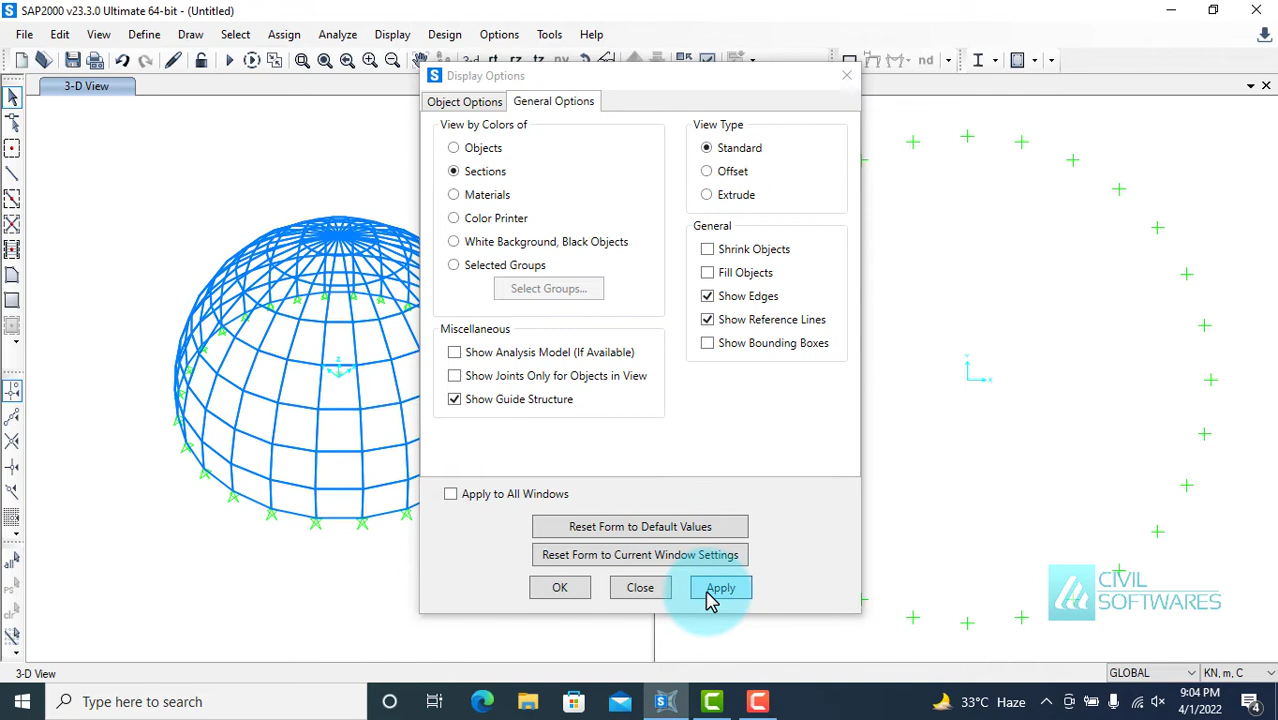 SAP2000 v23.3.0 Ultimate 64-bit - (Untitled)
File Edit View Define Draw Select Assign Analyze Display Design Options Tools Help
3-d nd
3-D View
Display Options
Object Options General Options
View by Colors of
Objects
Sections
Materials
Color Printer
White Background, Black Objects
Selected Groups
Select Groups...
Miscellaneous
Show Analysis Model (If Available)
Show Joints Only for Objects in View
Show Guide Structure
View Type
Standard
Offset
Extrude
General
Shrink Objects
Fill Objects
Show Edges
Show Reference Lines
Show Bounding Boxes
Apply to All Windows
Reset Form to Default Values
Reset Form to Current Window Settings
OK Close Apply
Z
Y
X
all
PS
CIVIL
SOFTWARES
3-D View
GLOBAL
KN, m, C
Type here to search
33°C Haze
9:04 PM
4/1/2022
4